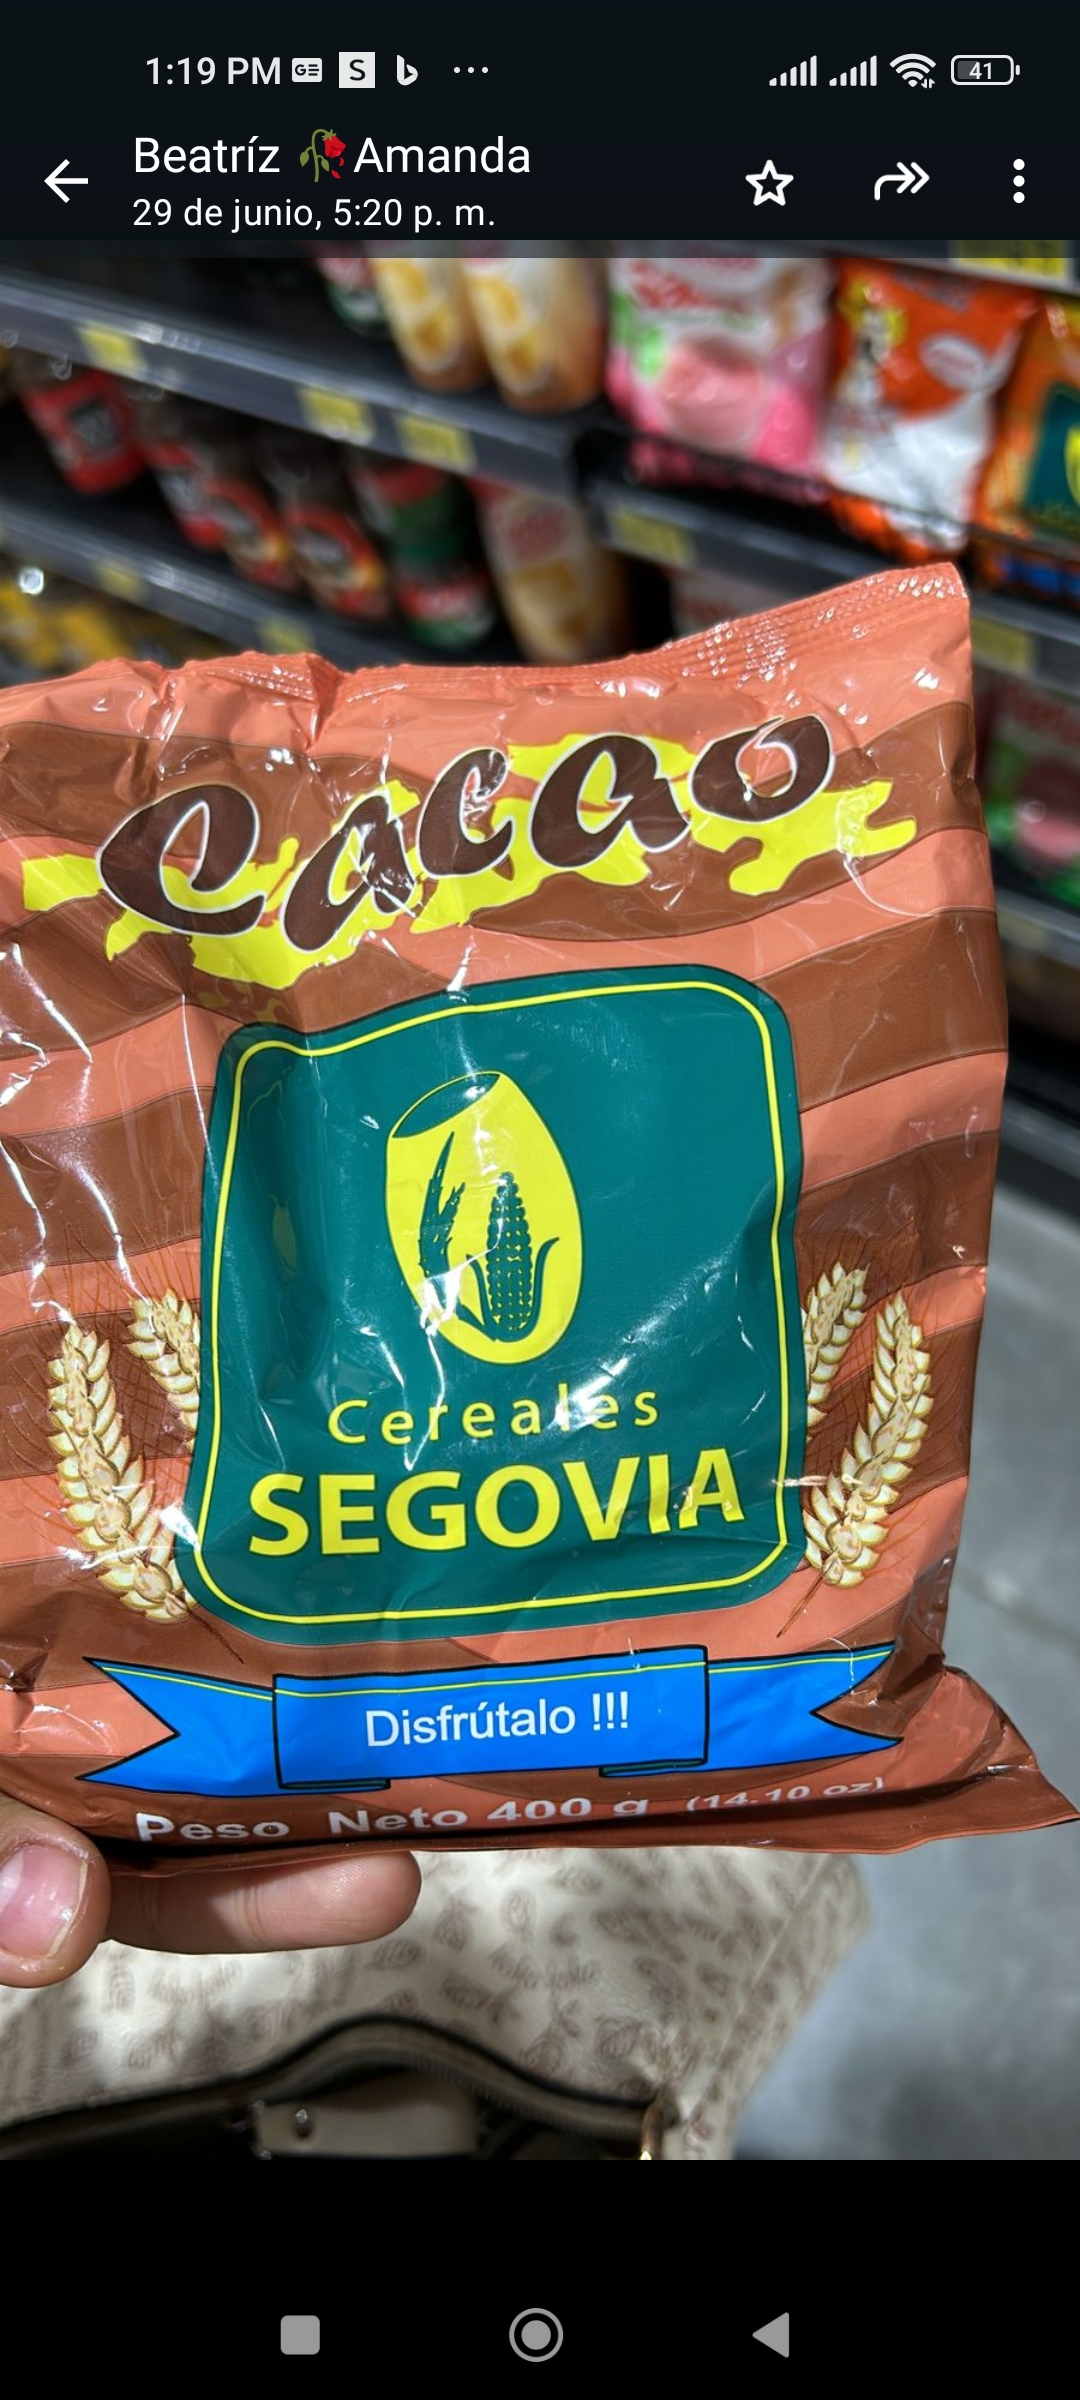 1:19 PM
41
Beatríz 🥀Amanda
29 de junio, 5:20 p. m.
Cacao
Cereales
SEGOVIA
Disfrútalo !!!
Peso Neto 400 g (14.10 oz)